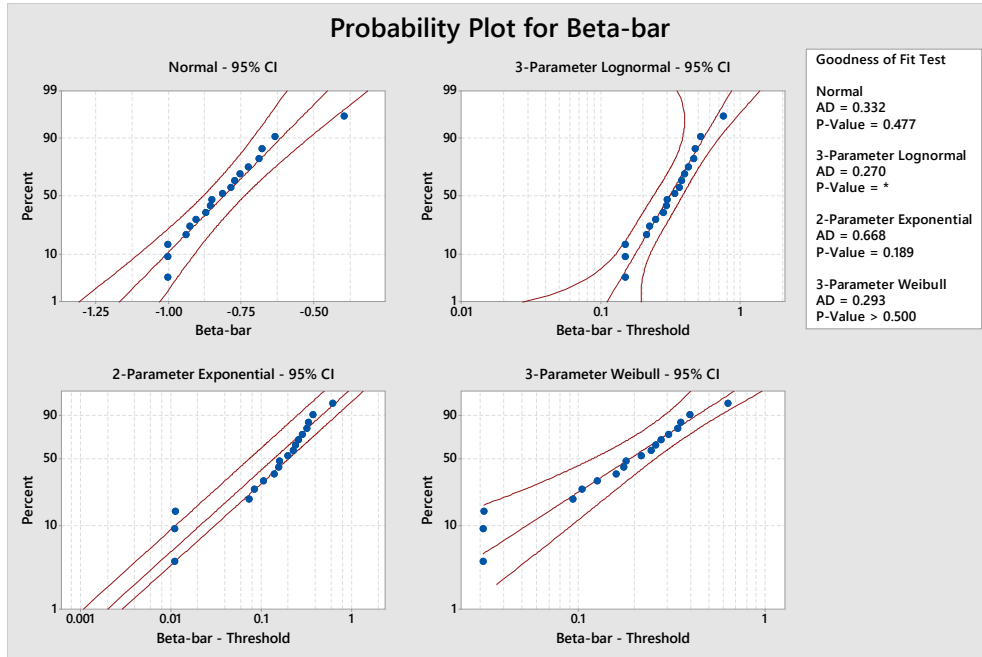 Probability Plot for Beta-bar
Normal - 95% CI
99
90
50
10
1
Percent
-1.25 -1.00 -0.75 -0.50
Beta-bar
3-Parameter Lognormal - 95% CI
99
90
50
10
1
Percent
0.01 0.1 1
Beta-bar - Threshold
2-Parameter Exponential - 95% CI
90
50
10
1
Percent
0.001 0.01 0.1 1
Beta-bar - Threshold
3-Parameter Weibull - 95% CI
90
50
10
1
Percent
0.1 1
Beta-bar - Threshold
Goodness of Fit Test
Normal
AD = 0.332
P-Value = 0.477
3-Parameter Lognormal
AD = 0.270
P-Value = *
2-Parameter Exponential
AD = 0.668
P-Value = 0.189
3-Parameter Weibull
AD = 0.293
P-Value > 0.500